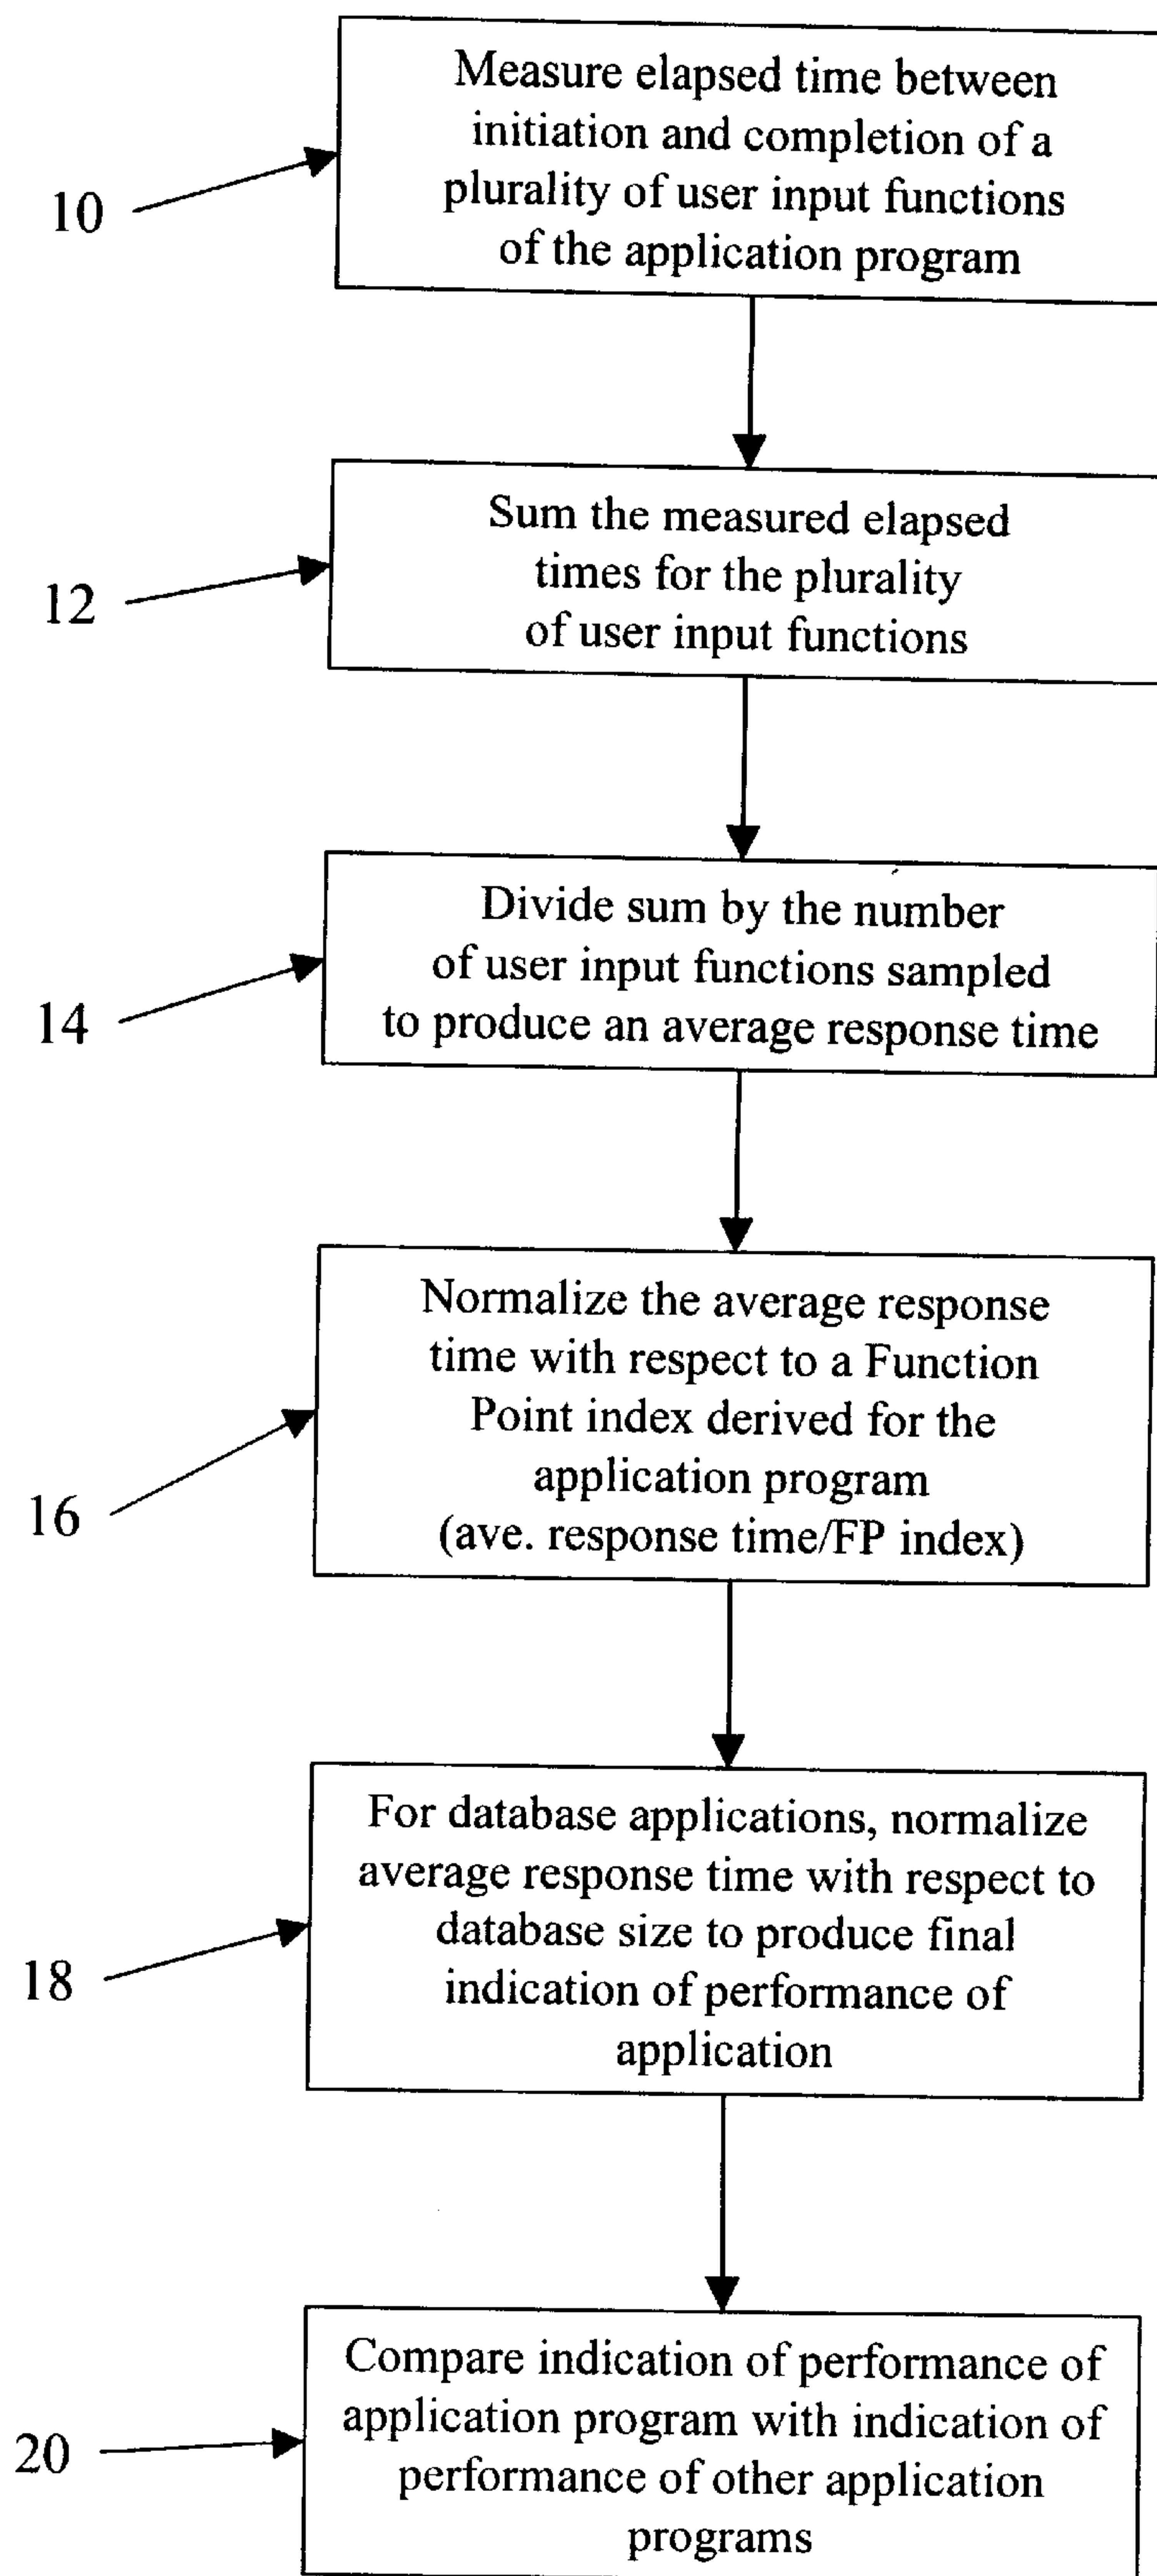 Measure elapsed time between
initiation and completion of a
plurality of user input functions
of the application program
10
Sum the measured elapsed
times for the plurality
of user input functions
12
Divide sum by the number
of user input functions sampled
to produce an average response time
14
Normalize the average response
time with respect to a Function
Point index derived for the
application program
(ave. response time/FP index)
16
For database applications, normalize
average response time with respect to
database size to produce final
indication of performance of
application
18
Compare indication of performance of
application program with indication of
performance of other application
programs
20